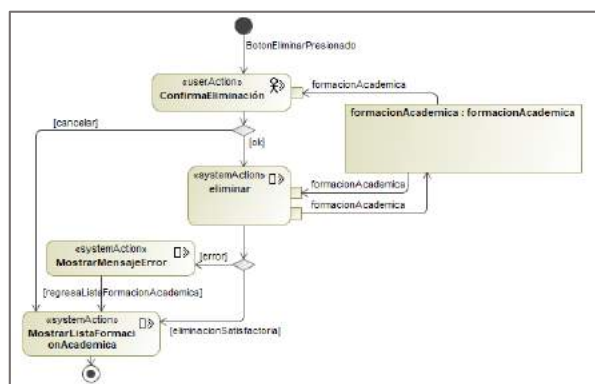 BotonEliminarPresionado
«userAction»
ConfirmaEliminación
formacionAcademica
formacionAcademica : formacionAcademica
[cancelar]
[ok]
«systemAction»
eliminar
formacionAcademica
formacionAcademica
«systemAction»
MostrarMensajeError
[error]
[regresaListaFormacionAcademica]
«systemAction»
MostrarListaFormaci
onAcademica
[eliminacionSatisfactoria]